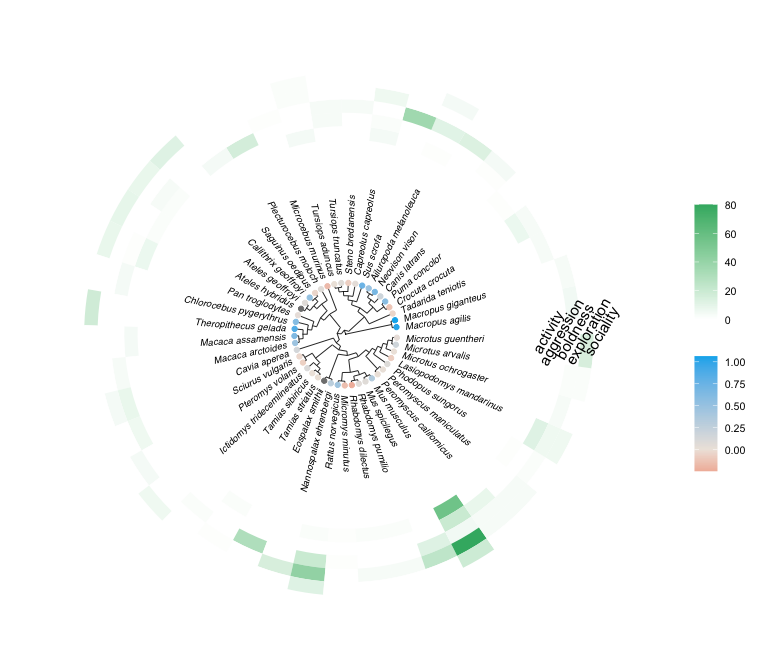 Plecturocebus moloch
Microcebus murinus
Tursiops aduncus
Tursiops truncatus
Steno bredanensis
Capreolus capreolus
Sus scrofa
Ailuropoda melanoleuca
Neovison vison
Canis latrans
Puma concolor
Crocuta crocuta
Tadarida teniotis
Macropus giganteus
Macropus agilis
Microtus guentheri
Microtus arvalis
Microtus ochrogaster
Lasiopodomys mandarinus
Phodopus sungorus
Peromyscus maniculatus
Peromyscus californicus
Mus musculus
Mus spicilegus
Rhabdomys pumilio
Rhabdomys dilectus
Micromys minutus
Rattus norvegicus
Nannospalax ehrenbergi
Eospalax smithii
Tamias striatus
Tamias sibiricus
Ictidomys tridecemlineatus
Pteromys volans
Sciurus vulgaris
Cavia aperea
Macaca arctoides
Macaca assamensis
Theropithecus gelada
Chlorocebus pygerythrus
Pan troglodytes
Ateles hybridus
Ateles geoffroyi
Callithrix geoffroyi
Saguinus oedipus
activity
aggression
boldness
exploration
sociality
80
60
40
20
0
1.00
0.75
0.50
0.25
0.00